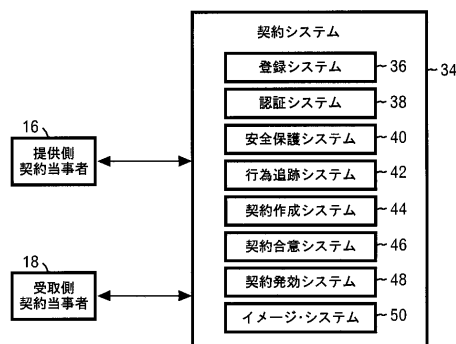 契約システム
登録システム
36
34
認証システム
38
16
提供側
契約当事者
安全保護システム
40
行為追跡システム
42
契約作成システム
44
契約合意システム
46
18
受取側
契約当事者
契約発効システム
48
イメージ・システム
50